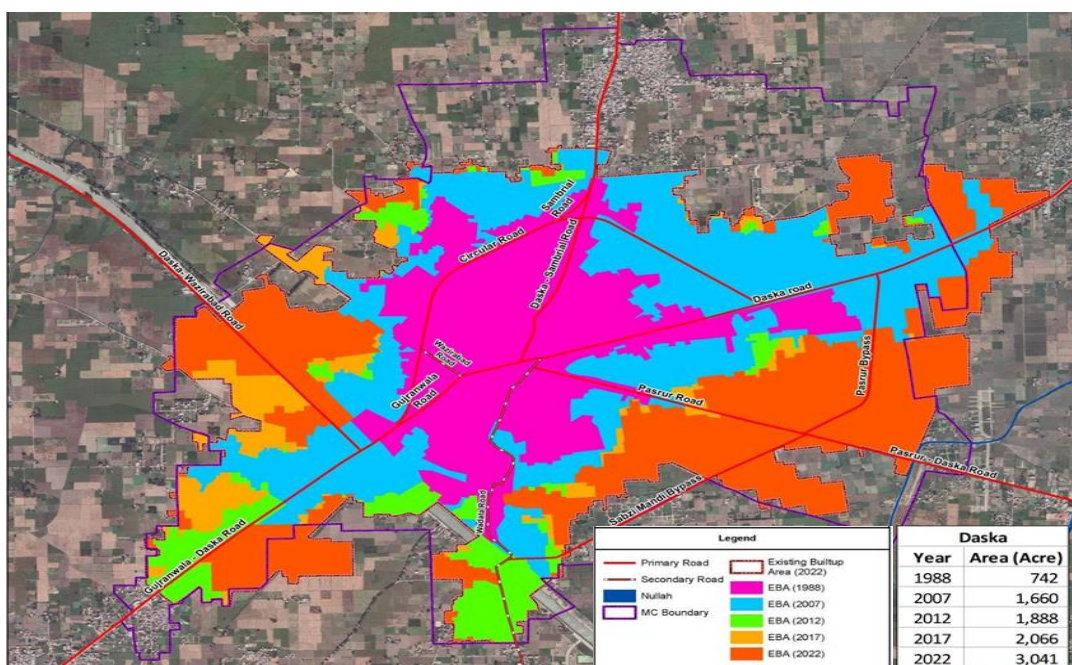 Sambrial
Road
Circular Road
Daska -Sambrial Road
Daska- Wazirabad Road
Daska road
Wazirabad
Road
Gujranwala
Road
Pasrur Bypass
Pasrur Road
Pasrur - Daska Road
Sabzi Mandi Bypass
Wadala Road
Gujranwala - Daska Road
Legend
Primary Road
Secondary Road
Nullah
MC Boundary
Existing Builtup
Area (2022)
EBA (1988)
EBA (2007)
EBA (2012)
EBA (2017)
EBA (2022)
Daska
Year Area (Acre)
1988 742
2007 1,660
2012 1,888
2017 2,066
2022 3,041